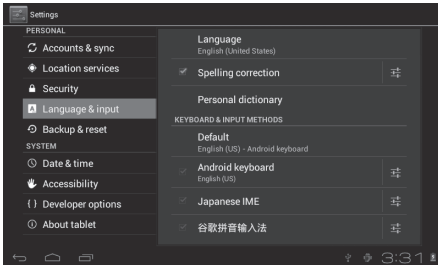 Settings
PERSONAL
Accounts & sync
Location services
Security
Language & input
Backup & reset
SYSTEM
Date & time
Accessibility
Developer options
About tablet
Language
English (United States)
Spelling correction
Personal dictionary
KEYBOARD & INPUT METHODS
Default
English (US) - Android keyboard
Android keyboard
English (US)
Japanese IME
谷歌拼音输入法
3:31